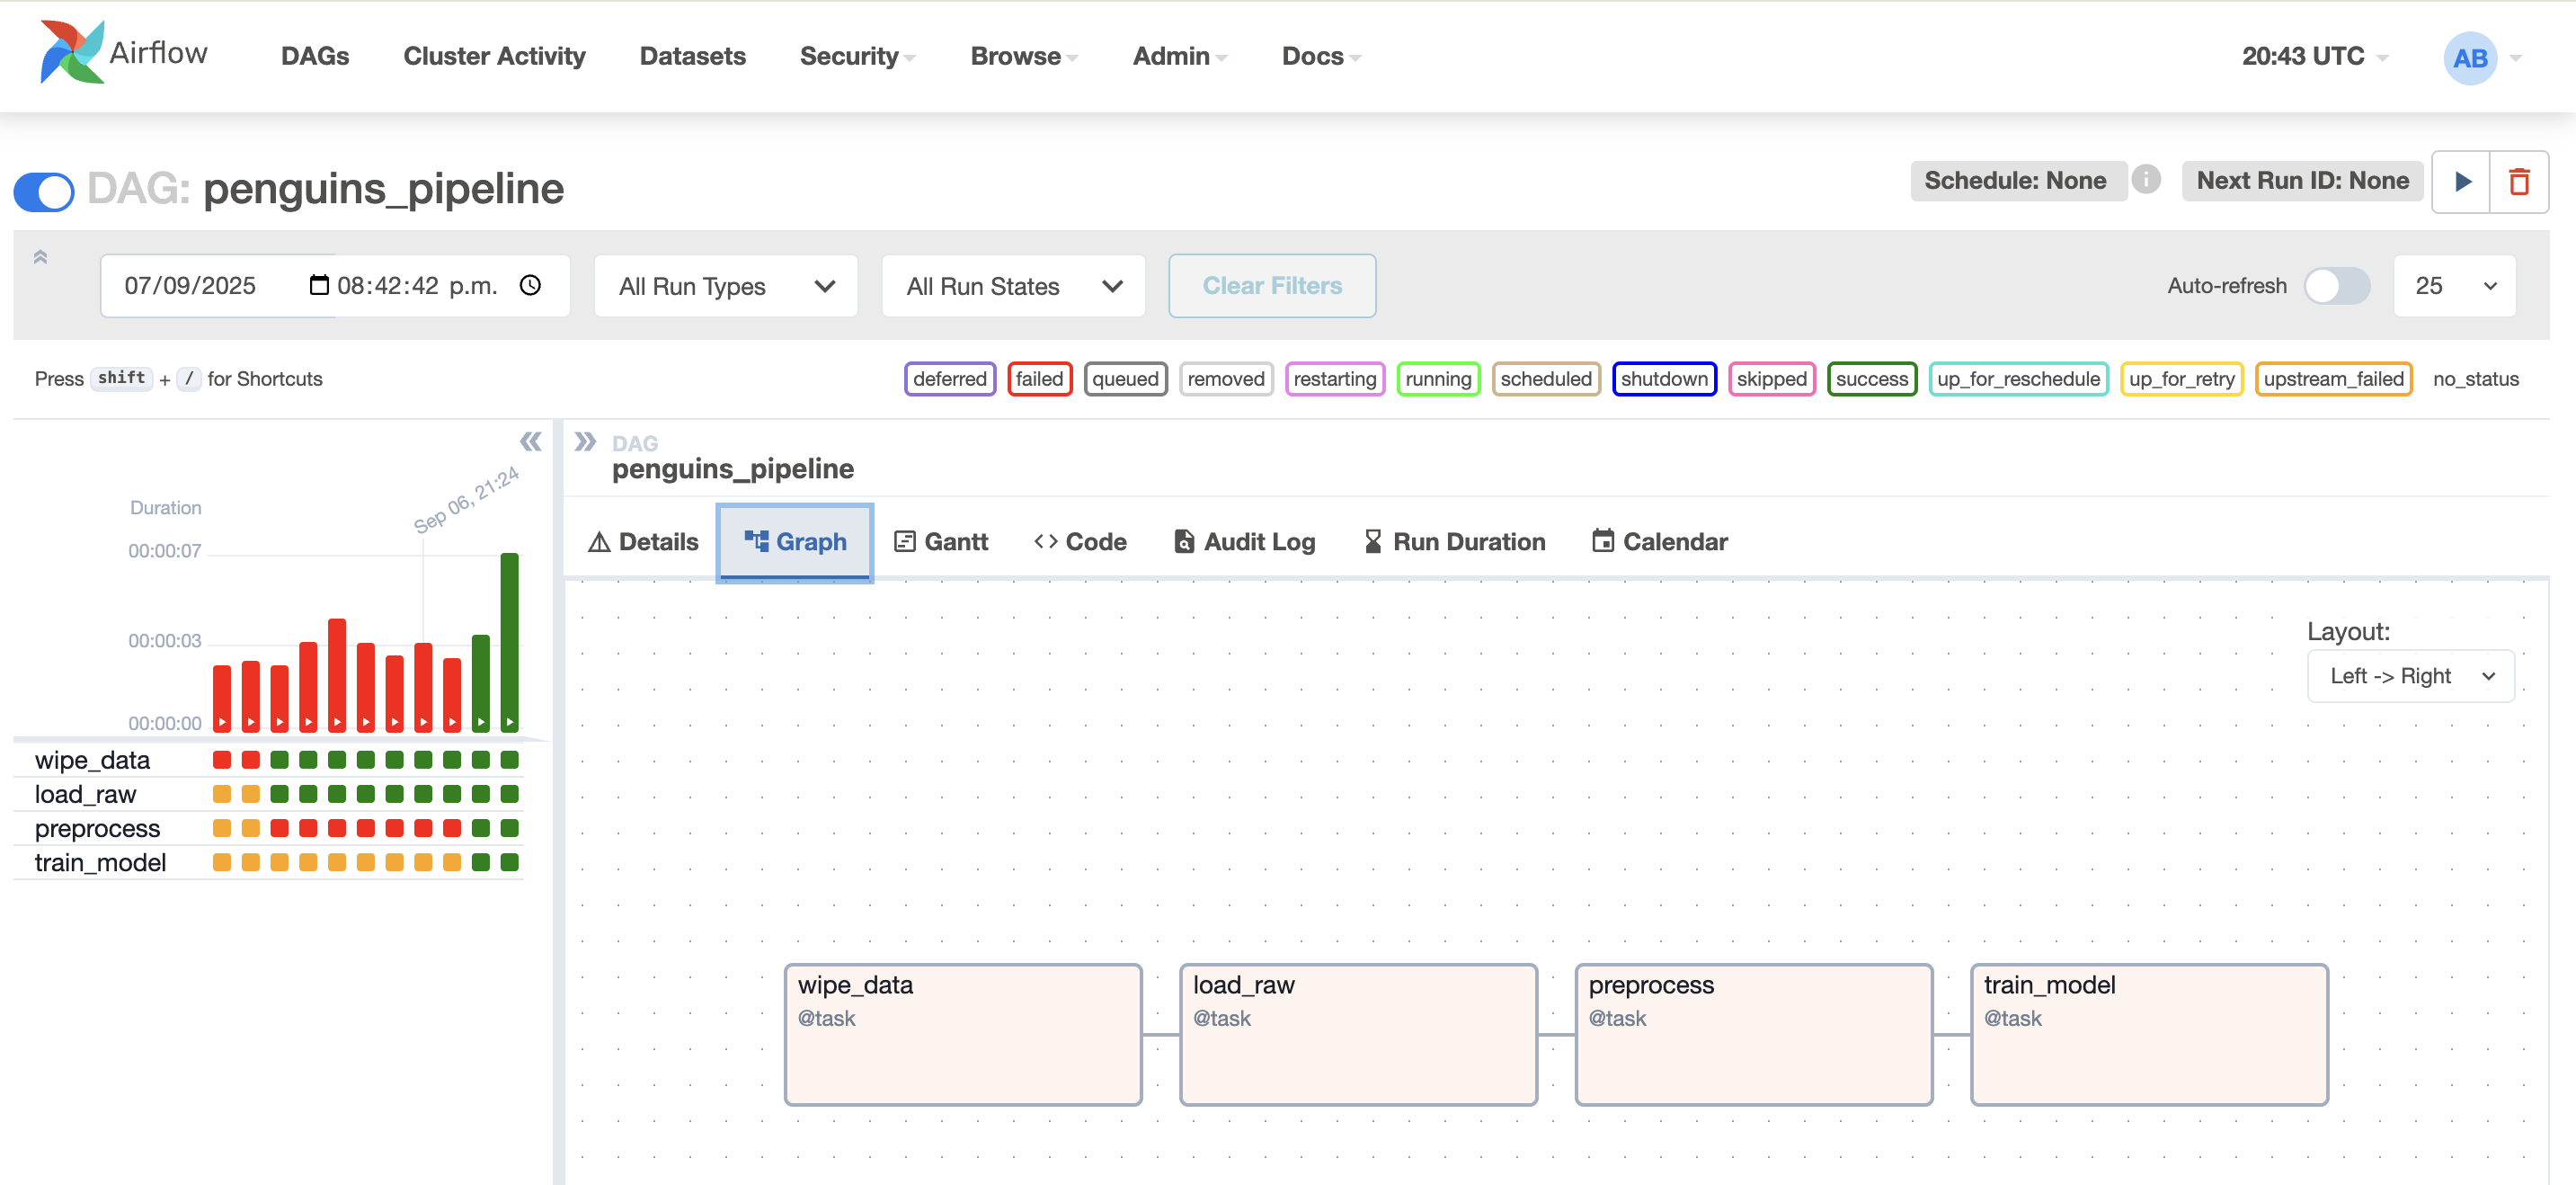 Airflow DAGs Cluster Activity Datasets Security Browse Admin Docs 20:43 UTC AB
DAG: penguins_pipeline Schedule: None i Next Run ID: None
07/09/2025 08:42:42 p.m. All Run Types All Run States Clear Filters Auto-refresh 25
Press shift + / for Shortcuts deferred failed queued removed restarting running scheduled shutdown skipped success up_for_reschedule up_for_retry upstream_failed no_status
Duration
Sep 06, 21:24
00:00:07
00:00:03
00:00:00
wipe_data
load_raw
preprocess
train_model
DAG
penguins_pipeline
Details Graph Gantt Code Audit Log Run Duration Calendar
Layout:
Left -> Right
wipe_data
@task
load_raw
@task
preprocess
@task
train_model
@task